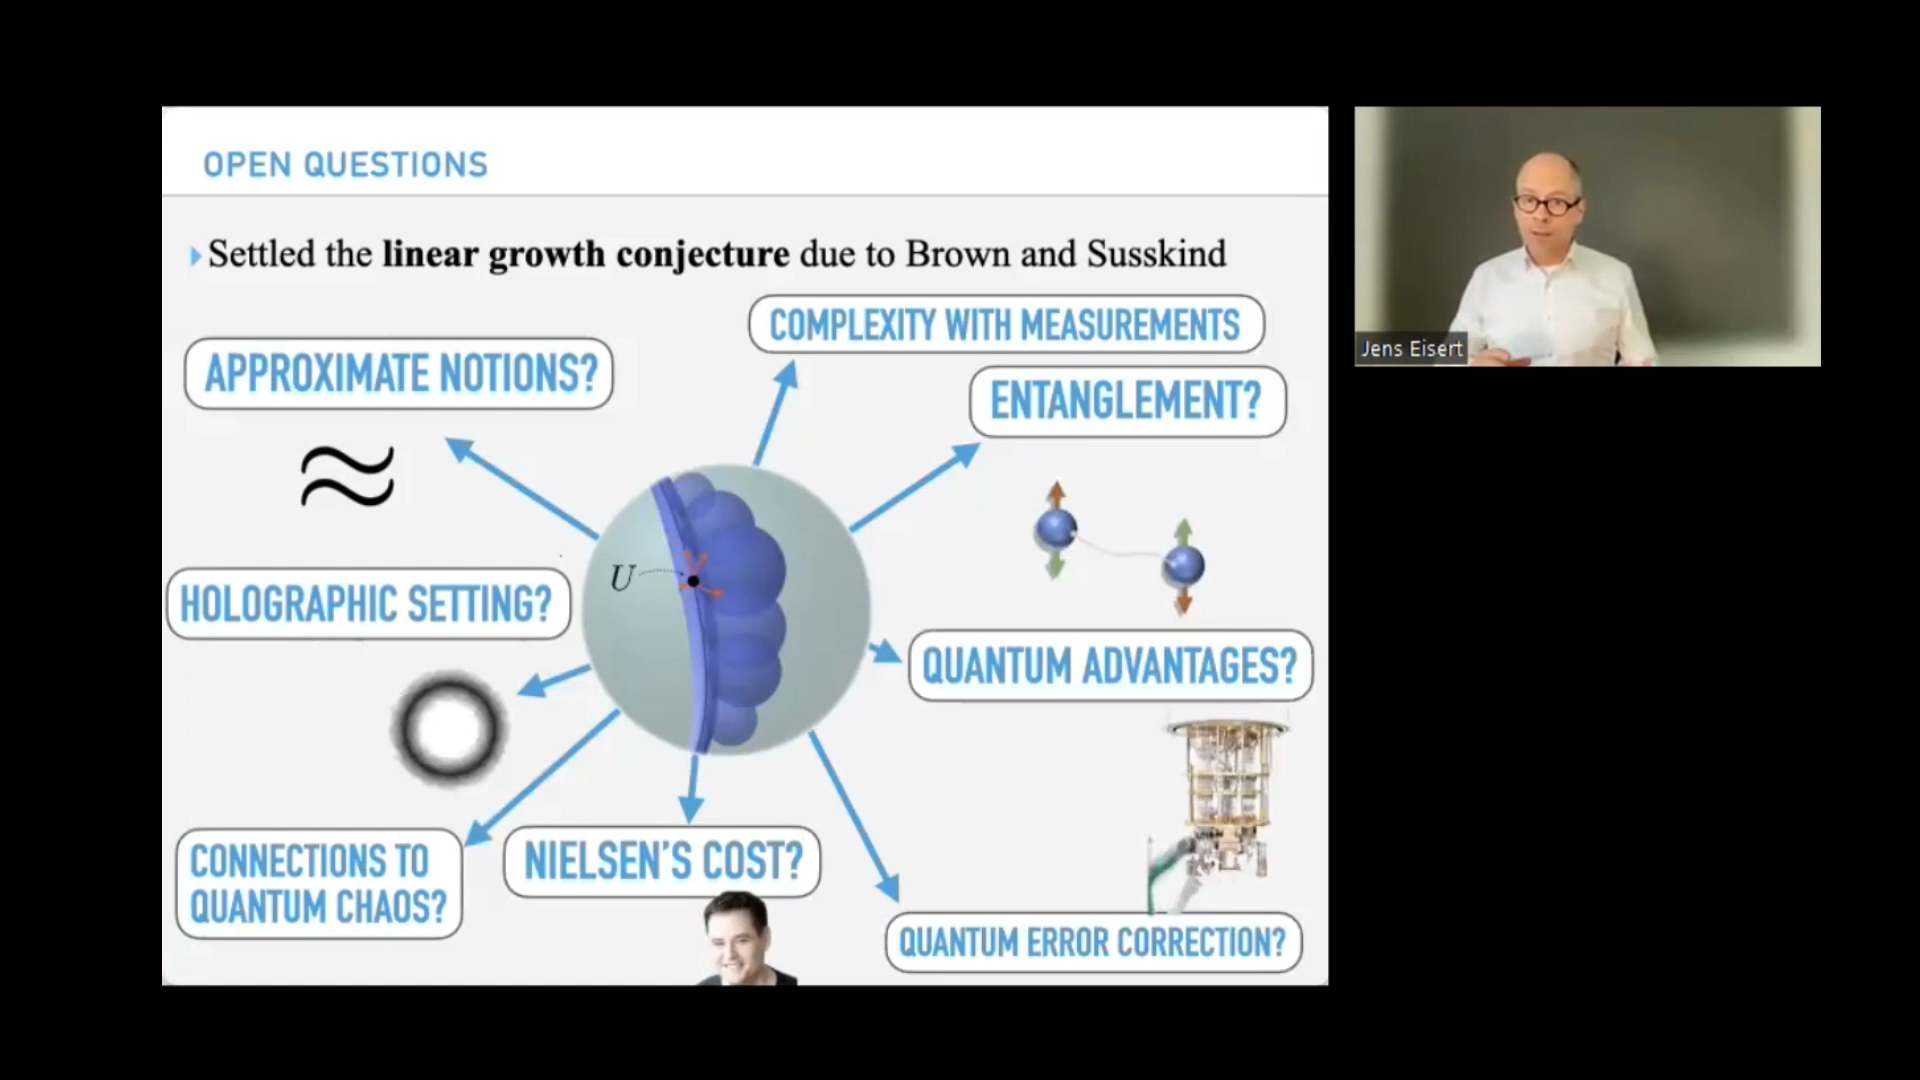 OPEN QUESTIONS
Settled the linear growth conjecture due to Brown and Susskind
COMPLEXITY WITH MEASUREMENTS
APPROXIMATE NOTIONS?
ENTANGLEMENT?
≈
U
HOLOGRAPHIC SETTING?
QUANTUM ADVANTAGES?
CONNECTIONS TO
QUANTUM CHAOS?
NIELSEN'S COST?
QUANTUM ERROR CORRECTION?
Jens Eisert